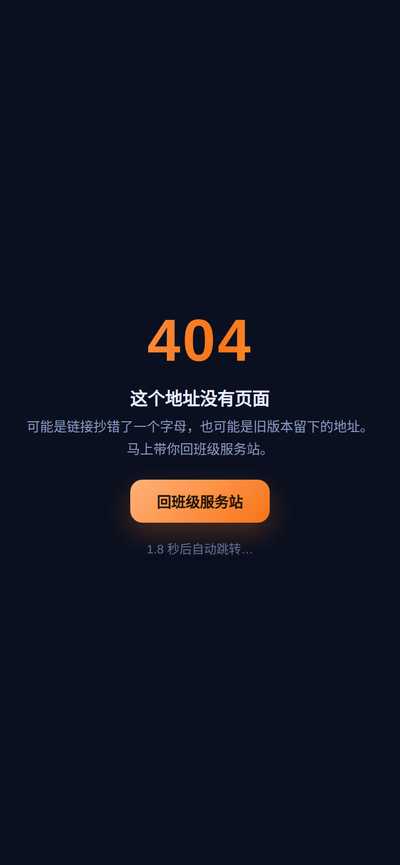 404
这个地址没有页面
可能是链接抄错了一个字母，也可能是旧版本留下的地址。
马上带你回班级服务站。
回班级服务站
1.8 秒后自动跳转…